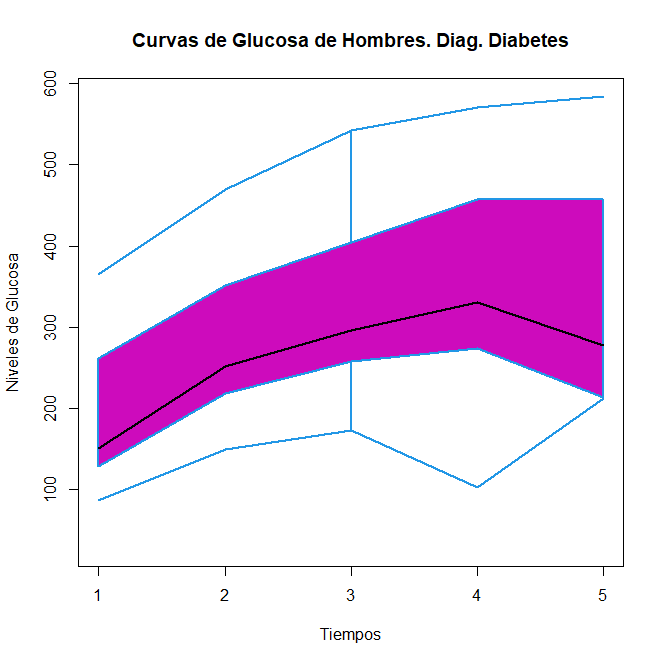 Curvas de Glucosa de Hombres. Diag. Diabetes
Niveles de Glucosa
600
500
400
300
200
100
1 2 3 4 5
Tiempos